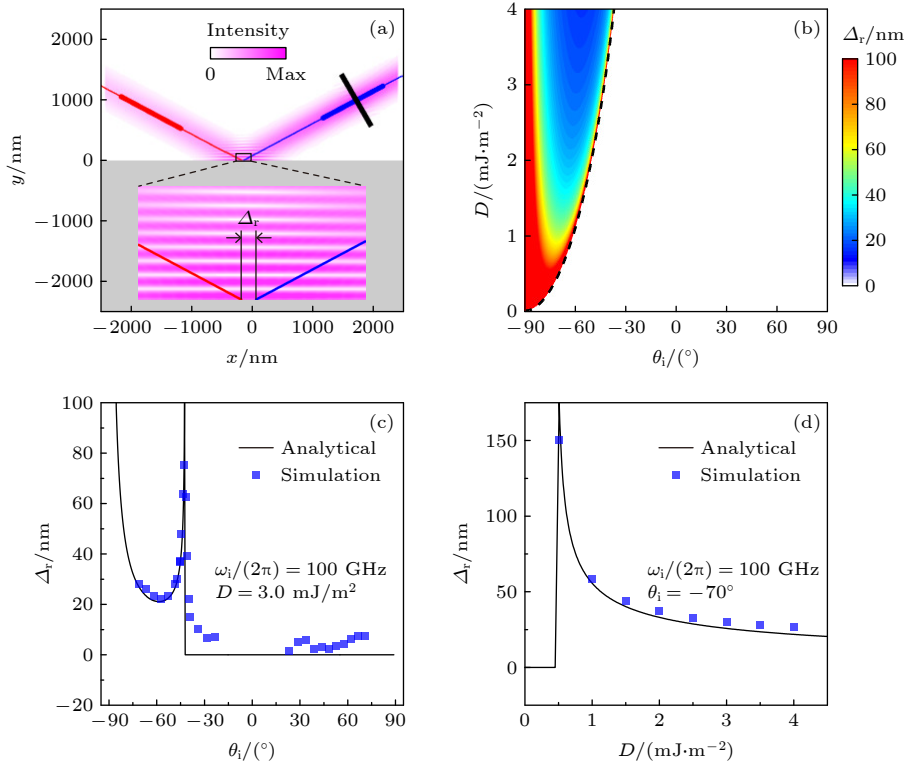 (a)
Intensity
0 Max
2000
1000
0
−1000
−2000
y/nm
Δr
−2000 −1000 0 1000 2000
x/nm
(b)
4
3
2
1
0
D/(mJ·m−2)
−90 −60 −30 0 30 60 90
θi/(°)
Δr/nm
100
80
60
40
20
0
(c)
100
80
60
40
20
0
−20
Δr/nm
Analytical
Simulation
ωi/(2π) = 100 GHz
D = 3.0 mJ/m2
−90 −60 −30 0 30 60 90
θi/(°)
(d)
150
100
50
0
Δr/nm
Analytical
Simulation
ωi/(2π) = 100 GHz
θi = −70°
0 1 2 3 4
D/(mJ·m−2)